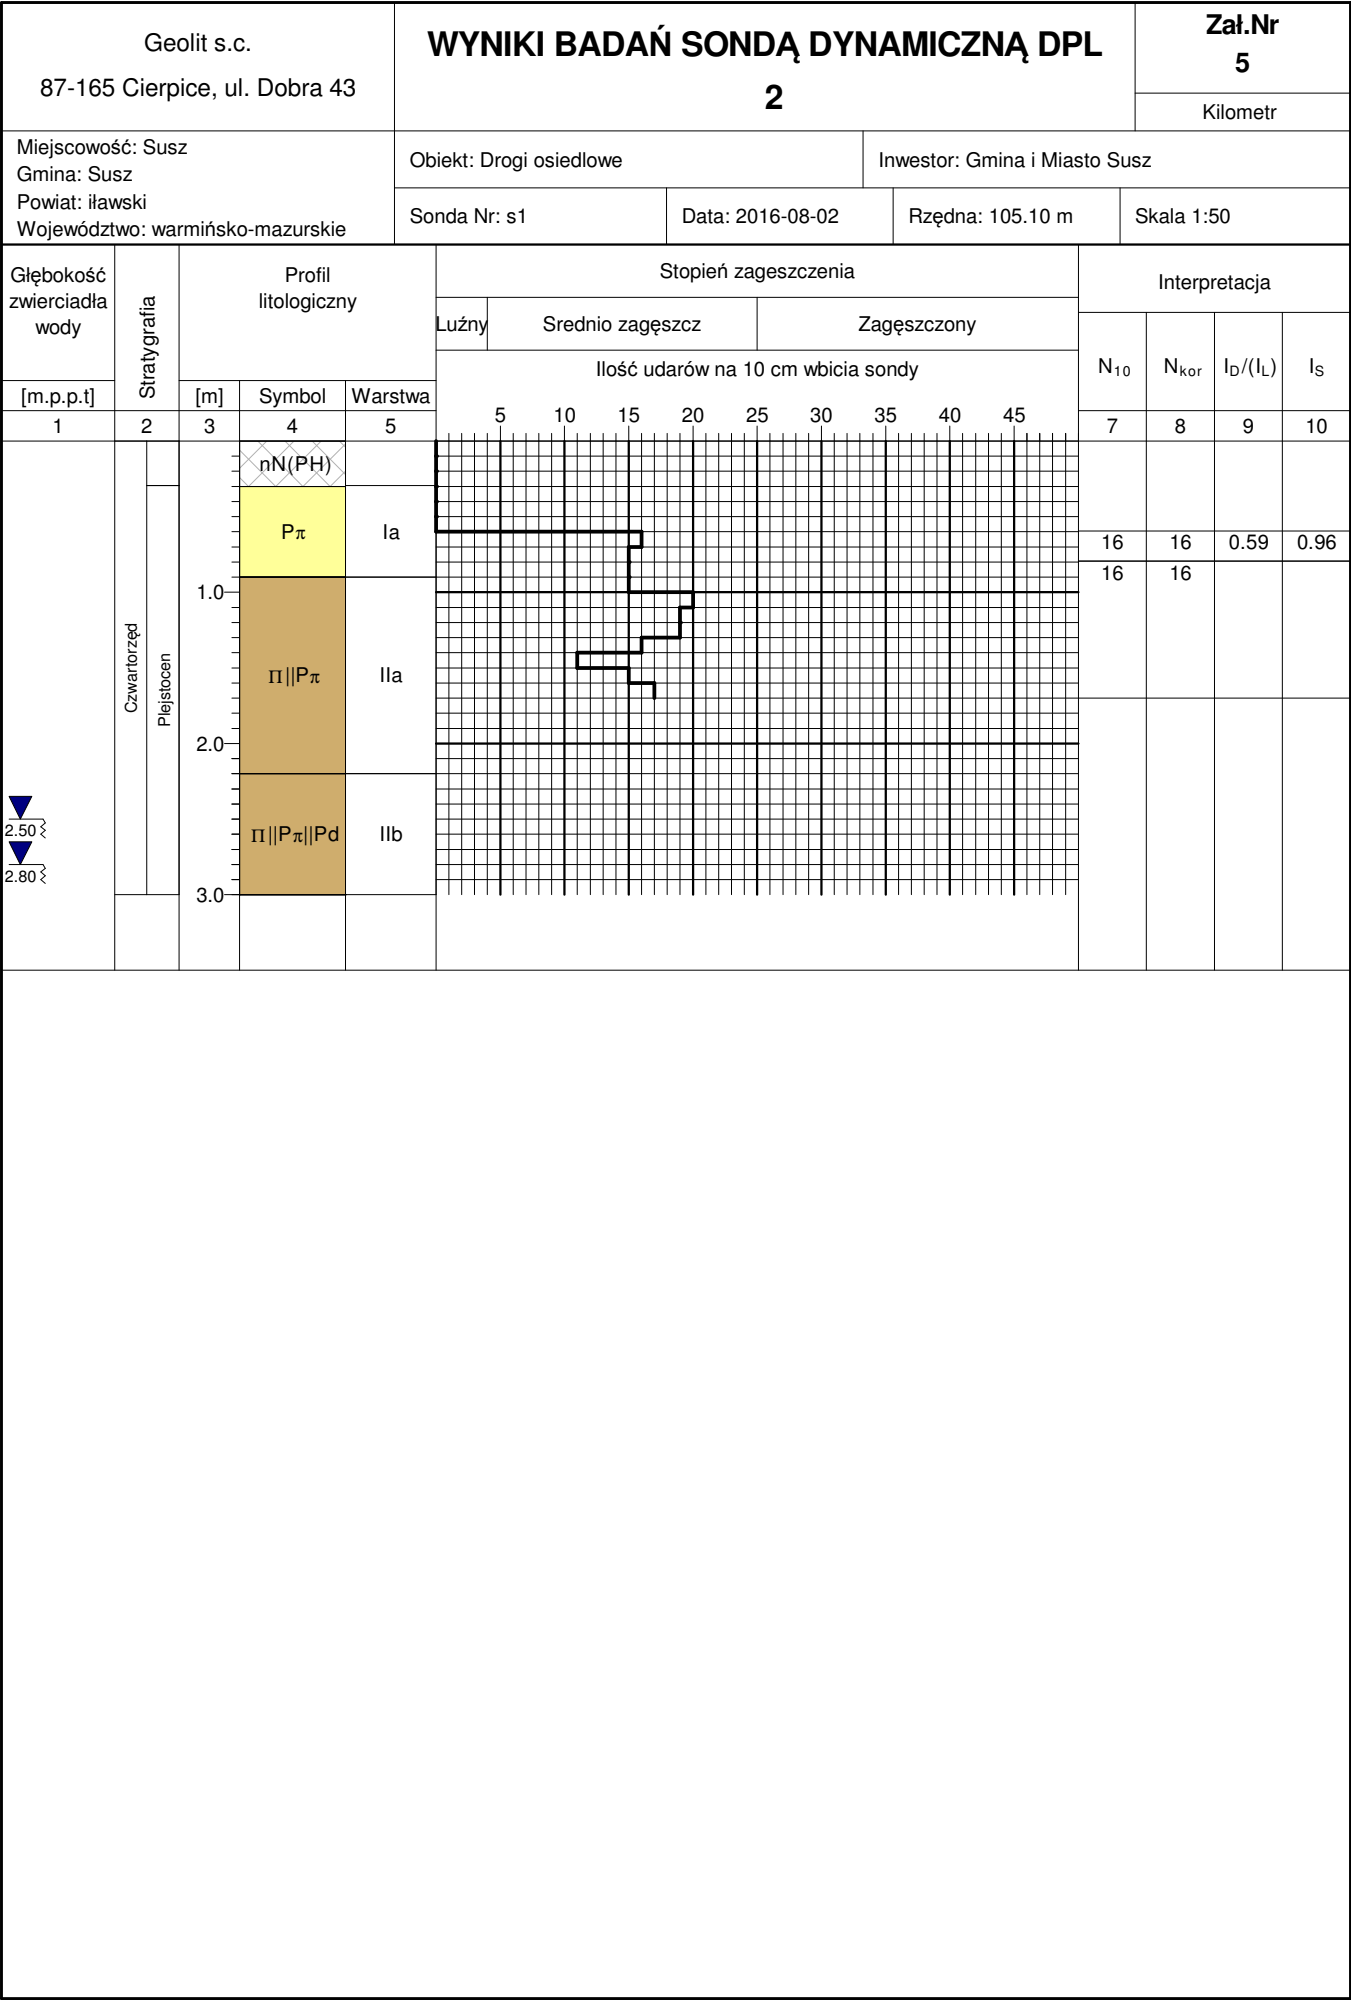 Geolit s.c.
87-165 Cierpice, ul. Dobra 43
WYNIKI BADAŃ SONDĄ DYNAMICZNĄ DPL
2
Zał.Nr
5
Kilometr
Miejscowość: Susz
Gmina: Susz
Powiat: iławski
Województwo: warmińsko-mazurskie
Obiekt: Drogi osiedlowe
Inwestor: Gmina i Miasto Susz
Sonda Nr: s1
Data: 2016-08-02
Rzędna: 105.10 m
Skala 1:50
Głębokość
zwierciadła
wody
[m.p.p.t]
Stratygrafia
Profil
litologiczny
[m]
Symbol
Warstwa
Stopień zageszczenia
Luźny
Srednio zagęszcz
Zagęszczony
Ilość udarów na 10 cm wbicia sondy
5 10 15 20 25 30 35 40 45
Interpretacja
N10 Nkor ID/(IL) IS
1 2 3 4 5 7 8 9 10
nN(PH)
Pπ Ia
16 16 0.59 0.96
16 16
1.0
Czwartorzęd
Plejstocen
Π||Pπ IIa
2.0
2.50
Π||Pπ||Pd IIb
2.80
3.0